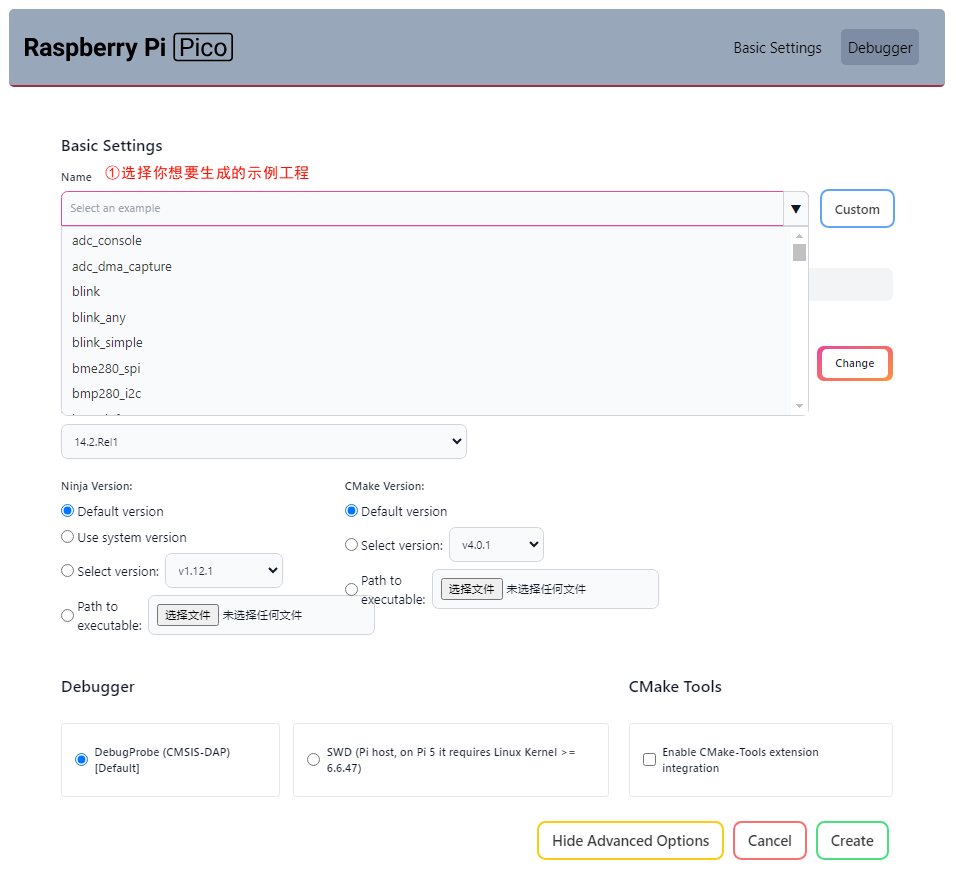 Raspberry Pi Pico
Basic Settings
Debugger
Basic Settings
Name
①选择你想要生成的示例工程
Select an example
Custom
adc_console
adc_dma_capture
blink
blink_any
blink_simple
bme280_spi
bmp280_i2c
Change
14.2.Rel1
Ninja Version:
CMake Version:
Default version
Default version
Use system version
Select version:
v4.0.1
Select version:
v1.12.1
Path to
executable:
选择文件 未选择任何文件
Path to
executable:
选择文件 未选择任何文件
Debugger
CMake Tools
DebugProbe (CMSIS-DAP)
[Default]
SWD (Pi host, on Pi 5 it requires Linux Kernel >=
6.6.47)
Enable CMake-Tools extension
integration
Hide Advanced Options
Cancel
Create